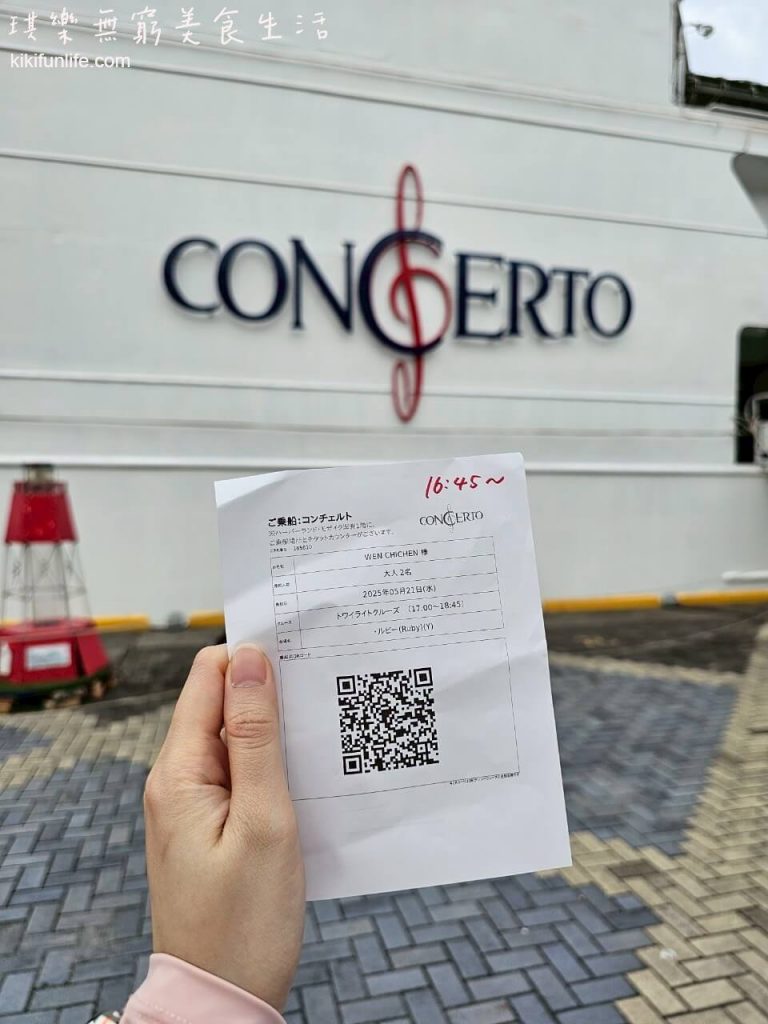 琪樂無窮美食生活
kikifunlife.com
CONCERTO
16:45~
ご乗船:コンチェルト
CONCERTO
WEN CHICHEN 様
大人 2名
2025年05月21日(水)
トワイライトクルーズ (17:00~18:45)
・ルビー(Ruby)(Y)